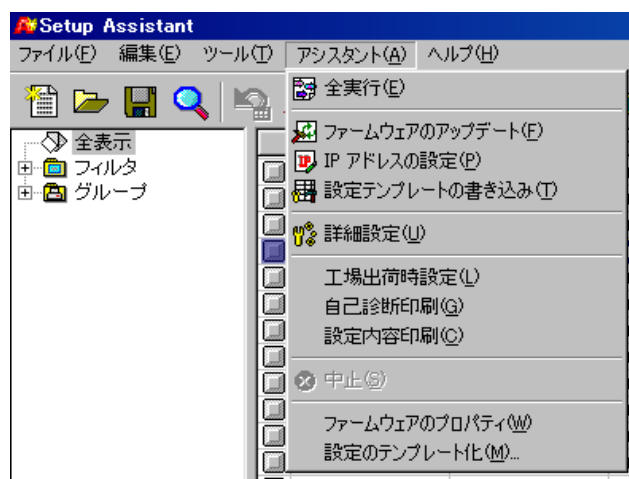 Setup Assistant
ファイル(F) 編集(E) ツール(T) アシスタント(A) ヘルプ(H)
全実行(E)
全表示
フィルタ
グループ
ファームウェアのアップデート(F)
IP アドレスの設定(P)
設定テンプレートの書き込み(T)
詳細設定(U)
工場出荷時設定(L)
自己診断印刷(G)
設定内容印刷(C)
中止(S)
ファームウェアのプロパティ(W)
設定のテンプレート化(M)...